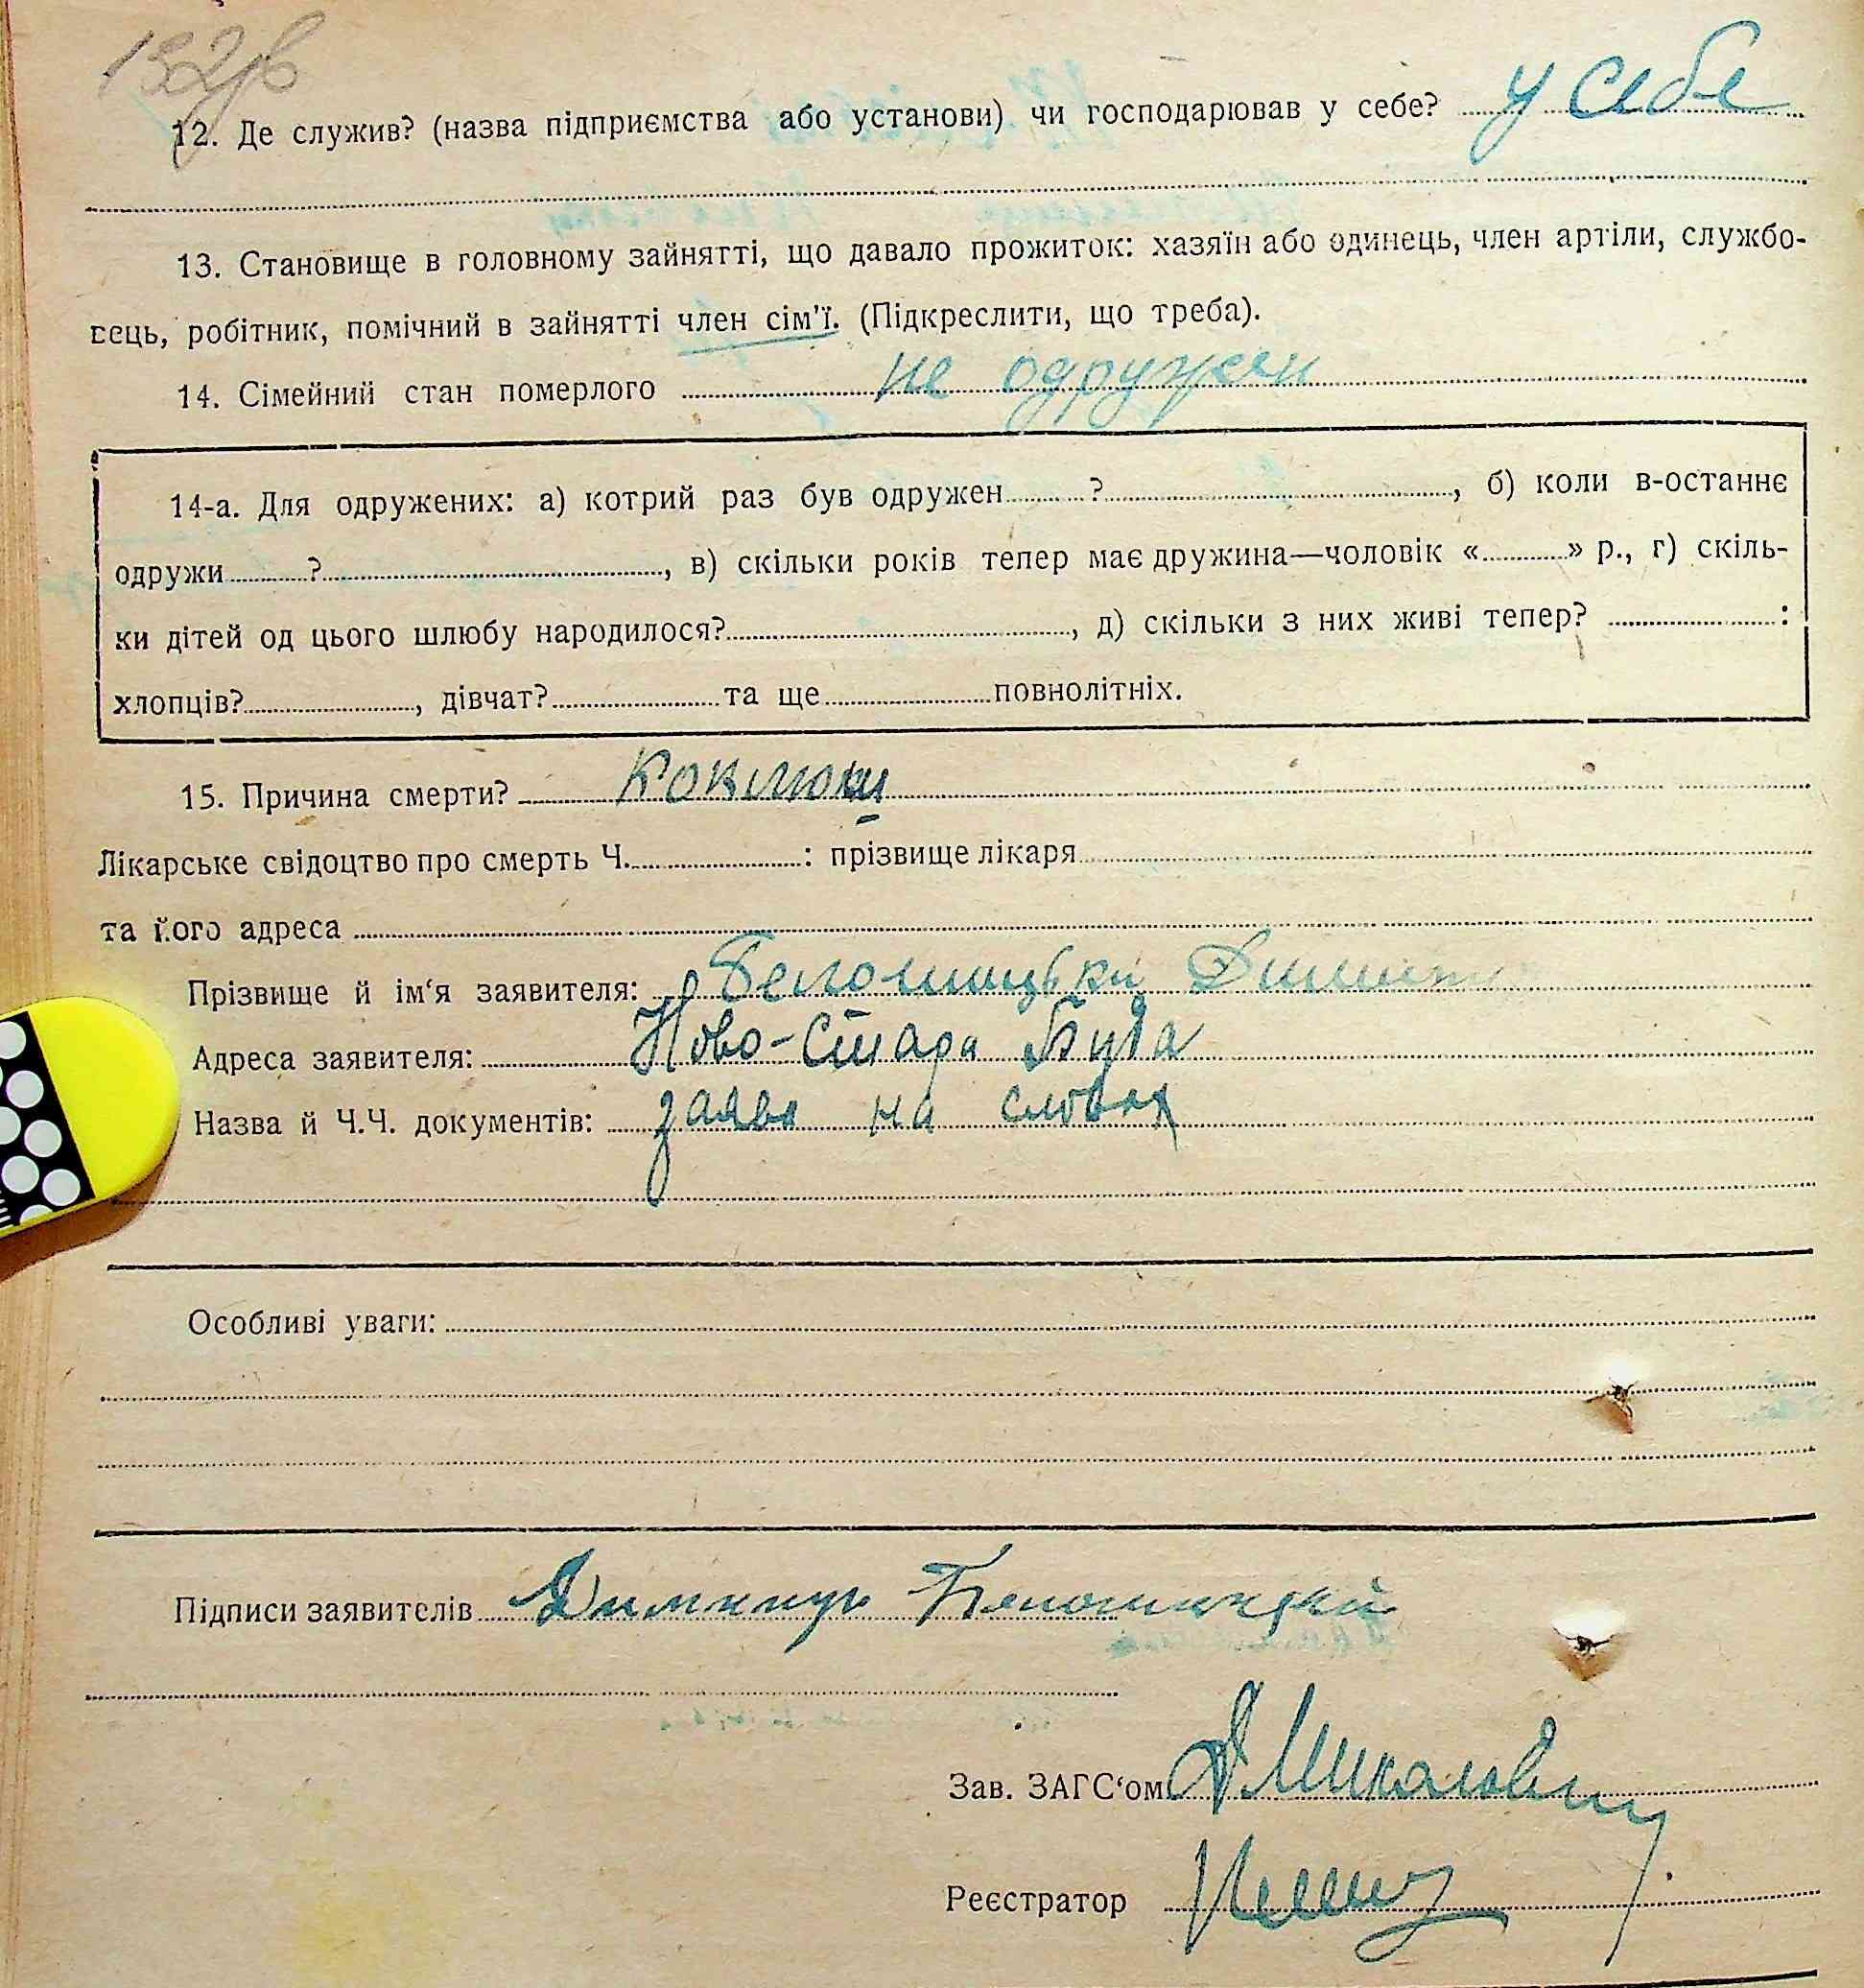 12. Де служив? (назва підприємства або установи) чи господарював у себе? у себе
13. Становище в головному зайнятті, що давало прожиток: хазяїн або одинець, член артіли, службо-
вець, робітник, помічний в зайнятті член сім'ї. (Підкреслити, що треба).
14. Сімейний стан померлого не одружен
14-а. Для одружених: а) котрий раз був одружен ? , б) коли в-останнє
одружи ? , в) скільки років тепер має дружина—чоловік « » р., г) скіль-
ки дітей од цього шлюбу народилося? , д) скільки з них живі тепер? :
хлопців? , дівчат? та ще повнолітніх.
15. Причина смерти? Коклюш
Лікарське свідоцтво про смерть Ч. : прізвище лікаря
та його адреса
Прізвище й ім'я заявителя: Белошицьки
Адреса заявителя: Ново-Стара Буда
Назва й Ч.Ч. документів: заява на словах
Особливі уваги:
Підписи заявителів
Зав. ЗАГС'ом
Реєстратор